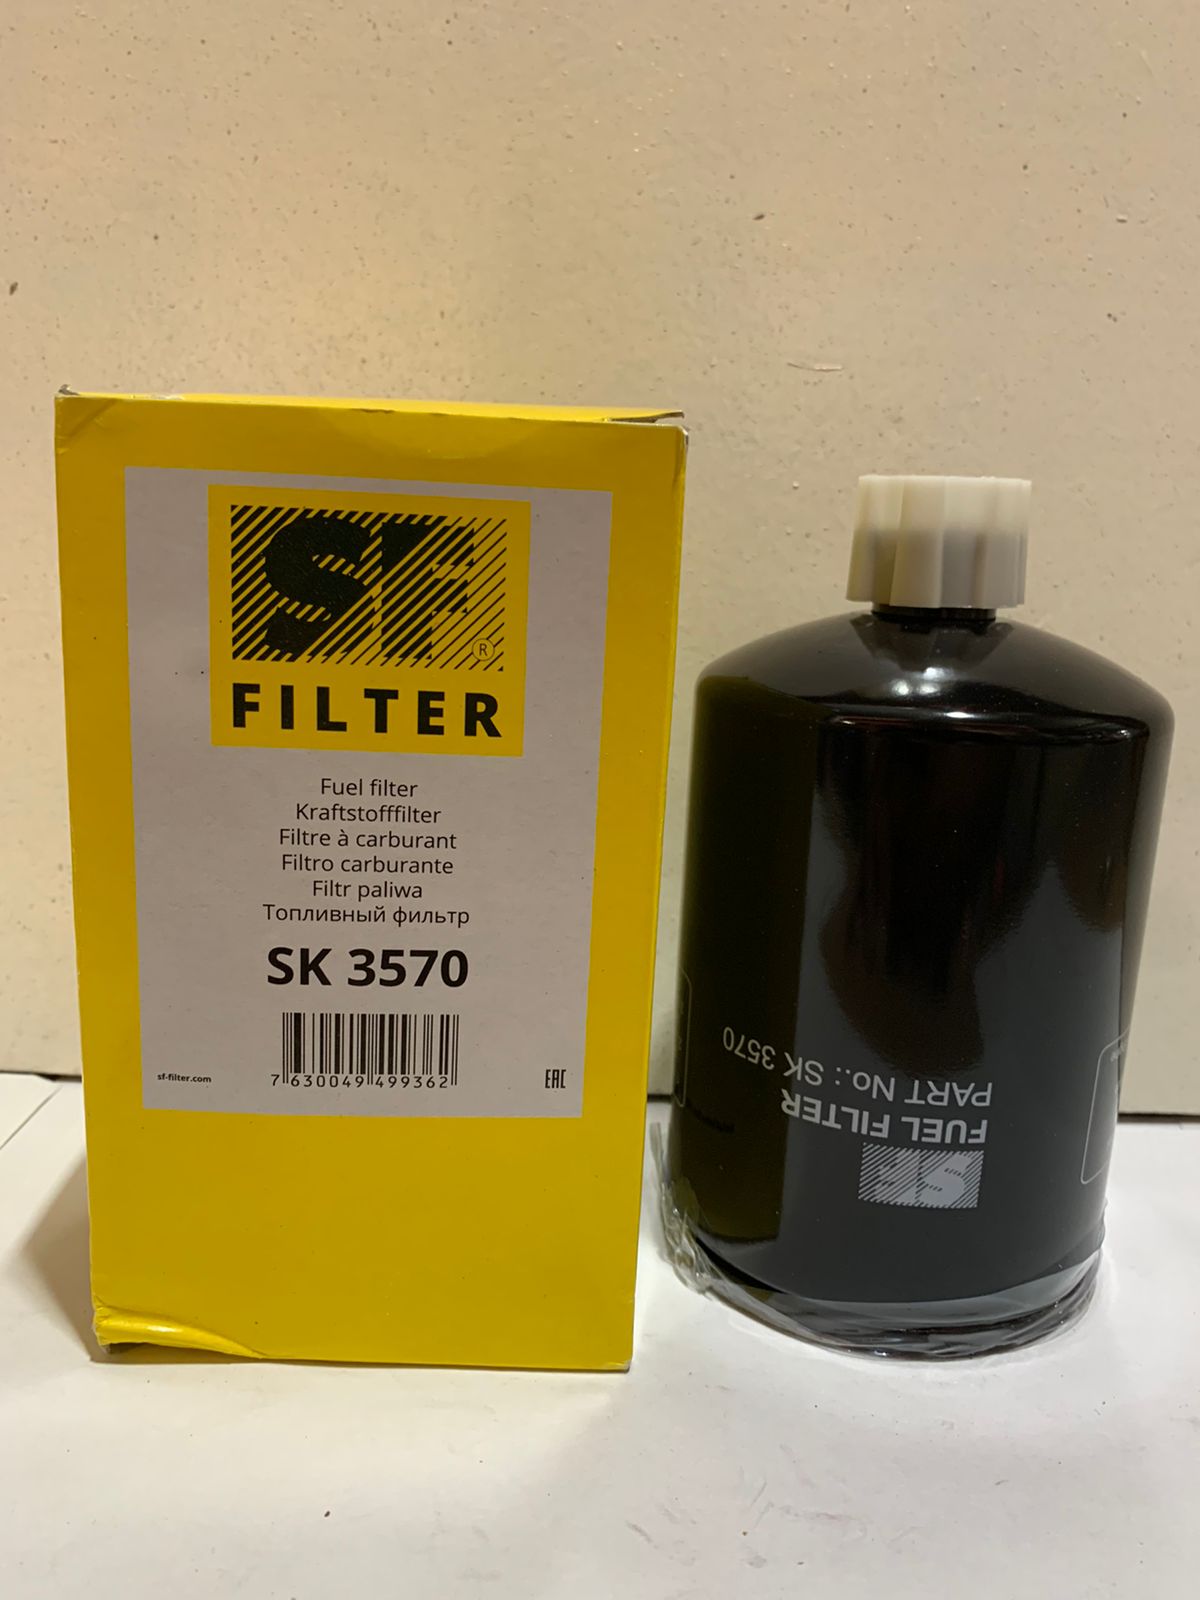 SF
®
FILTER
Fuel filter
Kraftstofffilter
Filtre à carburant
Filtro carburante
Filtr paliwa
Топливный фильтр
SK 3570
sf-filter.com
7 630049 499362
EAC
SF
FUEL FILTER
PART No.: SK 3570